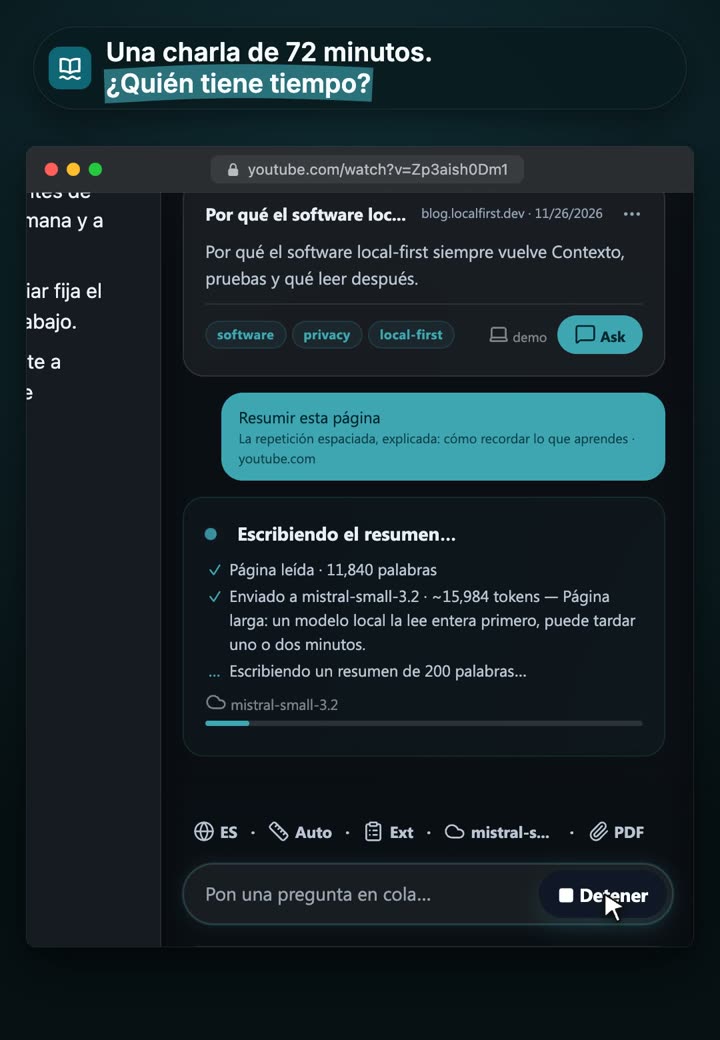 Una charla de 72 minutos.
¿Quién tiene tiempo?
youtube.com/watch?v=Zp3aish0Dm1
mana y a
iar fija el
abajo.
te a
e
Por qué el software loc... blog.localfirst.dev · 11/26/2026
Por qué el software local-first siempre vuelve Contexto,
pruebas y qué leer después.
software privacy local-first demo Ask
Resumir esta página
La repetición espaciada, explicada: cómo recordar lo que aprendes ·
youtube.com
Escribiendo el resumen...
✓ Página leída · 11,840 palabras
✓ Enviado a mistral-small-3.2 · ~15,984 tokens — Página
larga: un modelo local la lee entera primero, puede tardar
uno o dos minutos.
... Escribiendo un resumen de 200 palabras...
mistral-small-3.2
ES · Auto · Ext · mistral-s... · PDF
Pon una pregunta en cola...
Detener